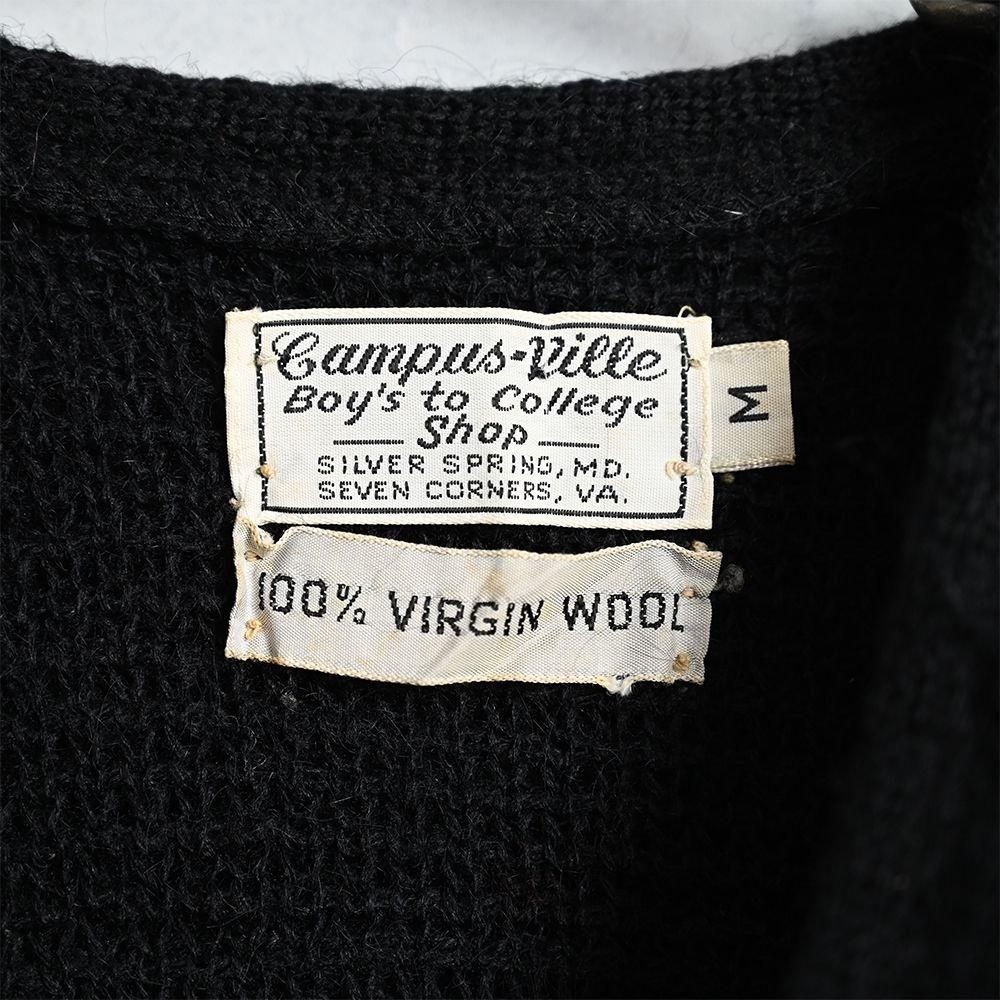 Campus-Ville
Boy's to College
Shop
SILVER SPRING, MD.
SEVEN CORNERS, VA.
M
100% VIRGIN WOOL